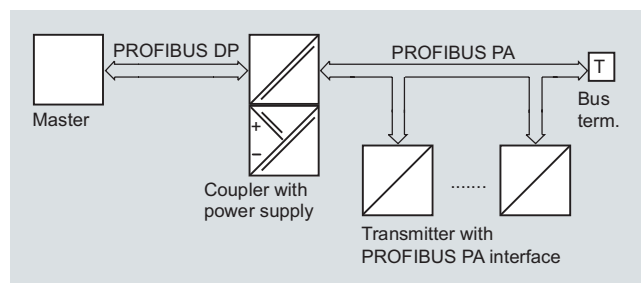 PROFIBUS DP
PROFIBUS PA
T
Master
Bus
term.
+
–
Coupler with
power supply
.......
Transmitter with
PROFIBUS PA interface